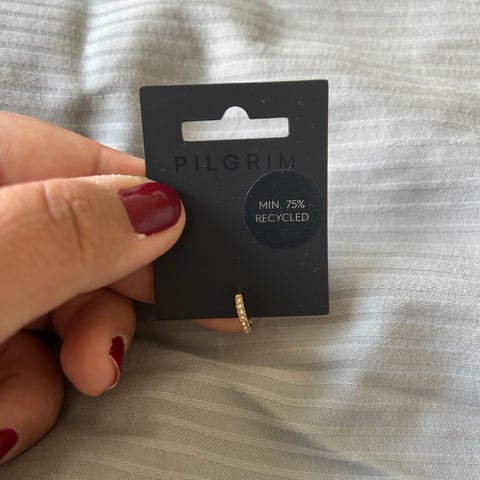 PILGRIM
MIN. 75%
RECYCLED